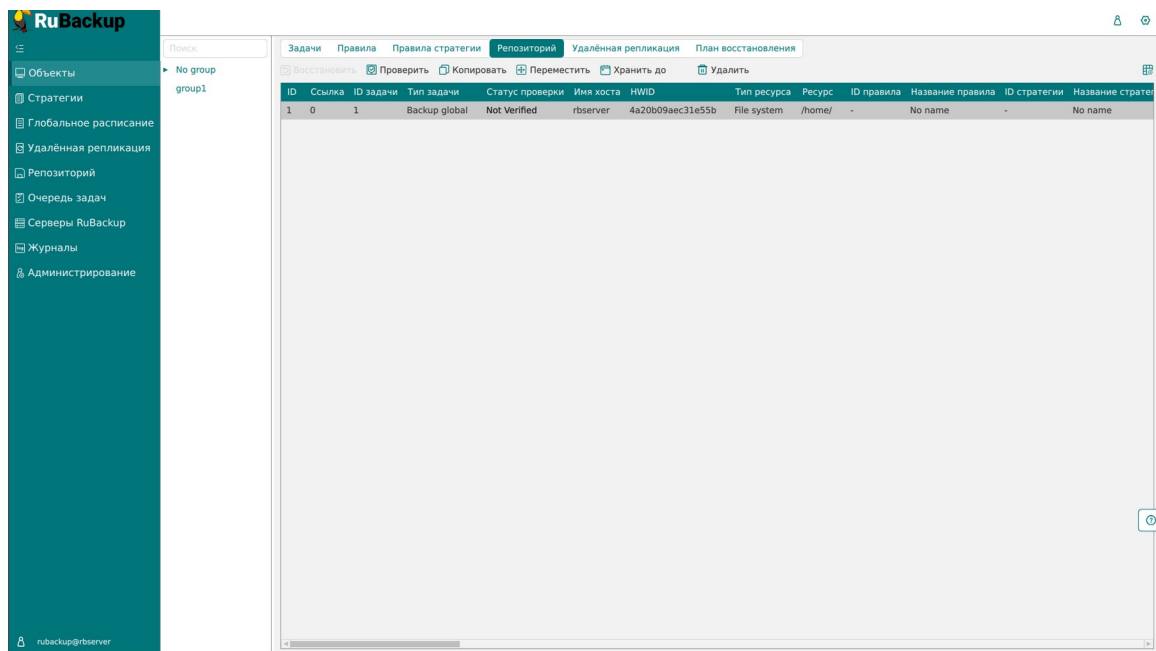 RuBackup
Объекты
Стратегии
Глобальное расписание
Удалённая репликация
Репозиторий
Очередь задач
Серверы RuBackup
Журналы
Администрирование
rubackup@rbserver
Поиск
No group
group1
Задачи Правила Правила стратегии Репозиторий Удалённая репликация План восстановления
Восстановить Проверить Копировать Переместить Хранить до Удалить
ID Ссылка ID задачи Тип задачи Статус проверки Имя хоста HWID Тип ресурса Ресурс ID правила Название правила ID стратегии Название стратег
1 0 1 Backup global Not Verified rbserver 4a20b09aec31e55b File system /home/ - No name - No name